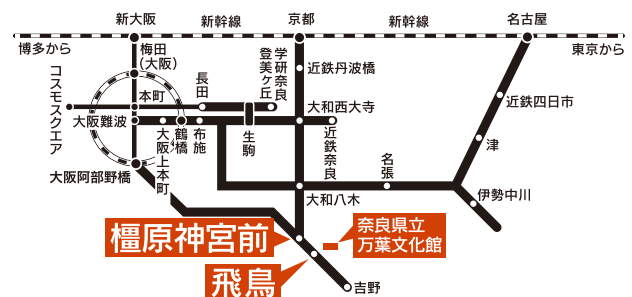 新大阪
新幹線
京都
新幹線
名古屋
博多から
東京から
梅田
(大阪)
コスモスクエア
本町
長田
登美ヶ丘
学研奈良
近鉄丹波橋
近鉄四日市
大阪難波
大阪上本町
鶴橋
布施
生駒
大和西大寺
近鉄奈良
津
大阪阿部野橋
名張
大和八木
伊勢中川
橿原神宮前
奈良県立
万葉文化館
飛鳥
吉野